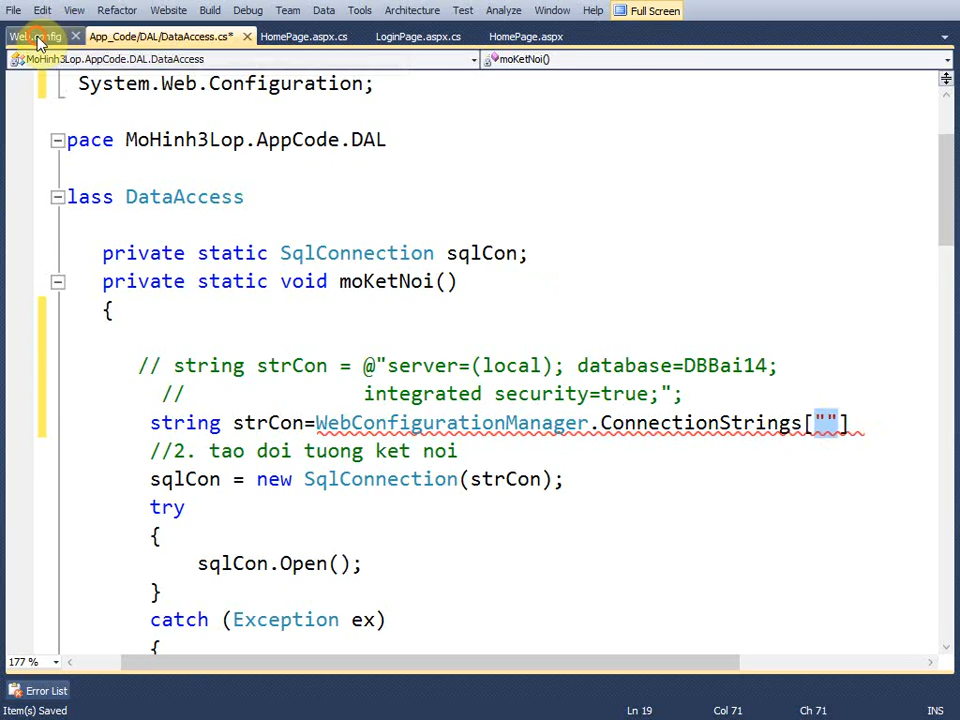 File Edit View Refactor Website Build Debug Team Data Tools Architecture Test Analyze Window Help Full Screen
App_Code/DAL/DataAccess.cs* HomePage.aspx.cs LoginPage.aspx.cs HomePage.aspx
MoHinh3Lop.AppCode.DAL.DataAccess moKetNoi()
System.Web.Configuration;
pace MoHinh3Lop.AppCode.DAL
lass DataAccess
private static SqlConnection sqlCon;
private static void moKetNoi()
{
// string strCon = @"server=(local); database=DBBai14;
// integrated security=true;";
string strCon=WebConfigurationManager.ConnectionStrings[""]
//2. tao doi tuong ket noi
sqlCon = new SqlConnection(strCon);
try
{
sqlCon.Open();
}
catch (Exception ex)
{
177 %
Error List
Item(s) Saved Ln 19 Col 71 Ch 71 INS